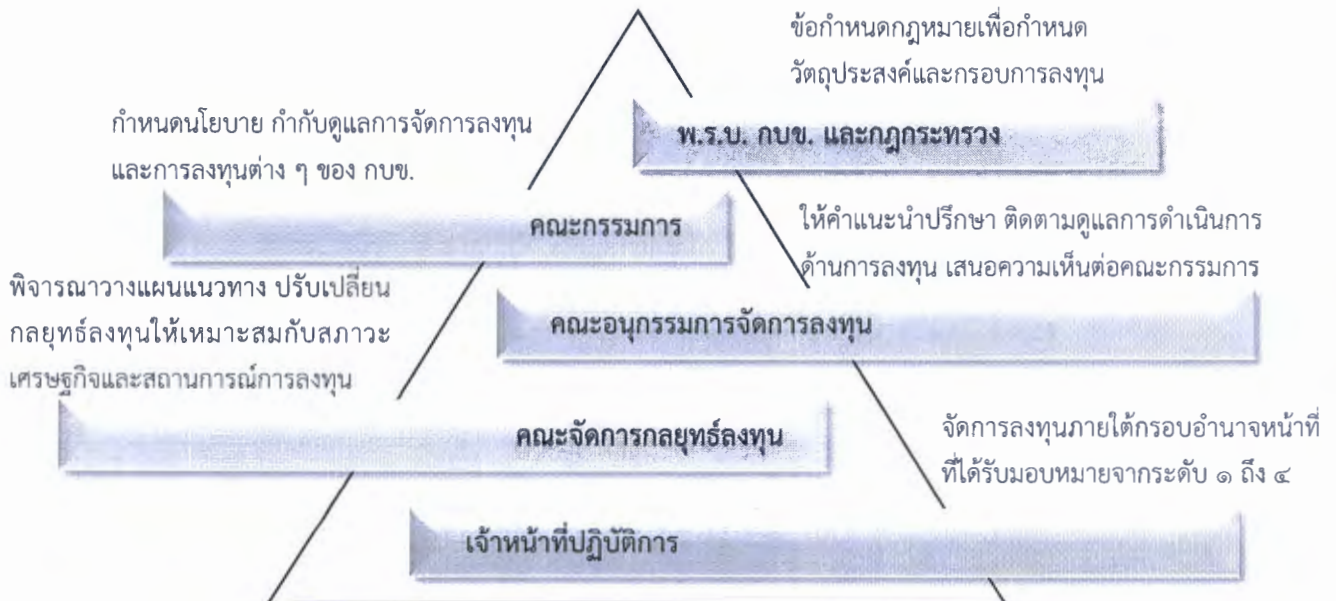 ข้อกำหนดกฎหมายเพื่อกำหนด
วัตถุประสงค์และกรอบการลงทุน
พ.ร.บ. กบข. และกฎกระทรวง
กำหนดนโยบาย กำกับดูแลการจัดการลงทุน
และการลงทุนต่าง ๆ ของ กบข.
คณะกรรมการ
ให้คำแนะนำปรึกษา ติดตามดูแลการดำเนินการ
ด้านการลงทุน เสนอความเห็นต่อคณะกรรมการ
คณะอนุกรรมการจัดการลงทุน
พิจารณาวางแผนแนวทาง ปรับเปลี่ยน
กลยุทธ์ลงทุนให้เหมาะสมกับสภาวะ
เศรษฐกิจและสถานการณ์การลงทุน
คณะจัดการกลยุทธ์ลงทุน
จัดการลงทุนภายใต้กรอบอำนาจหน้าที่
ที่ได้รับมอบหมายจากระดับ ๑ ถึง ๔
เจ้าหน้าที่ปฏิบัติการ